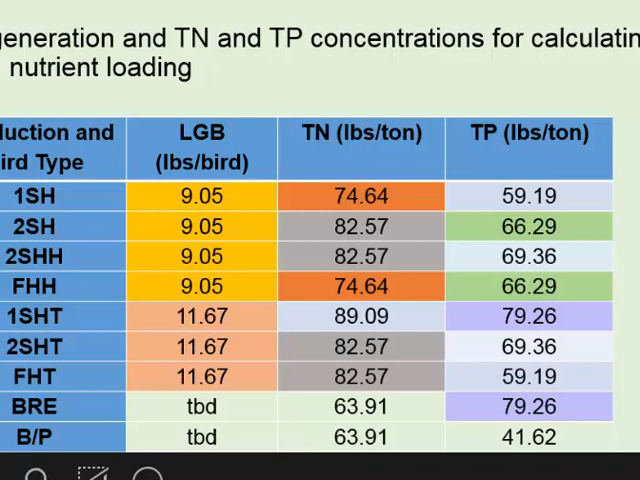 generation and TN and TP concentrations for calculatin
nutrient loading
uction and LGB TN (lbs/ton) TP (lbs/ton)
ird Type (lbs/bird)
1SH 9.05 74.64 59.19
2SH 9.05 82.57 66.29
2SHH 9.05 82.57 69.36
FHH 9.05 74.64 66.29
1SHT 11.67 89.09 79.26
2SHT 11.67 82.57 69.36
FHT 11.67 82.57 59.19
BRE tbd 63.91 79.26
B/P tbd 63.91 41.62